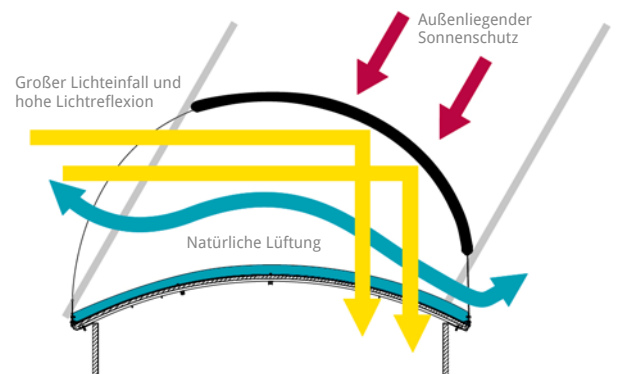 Außenliegender
Sonnenschutz
Großer Lichteinfall und
hohe Lichtreflexion
Natürliche Lüftung